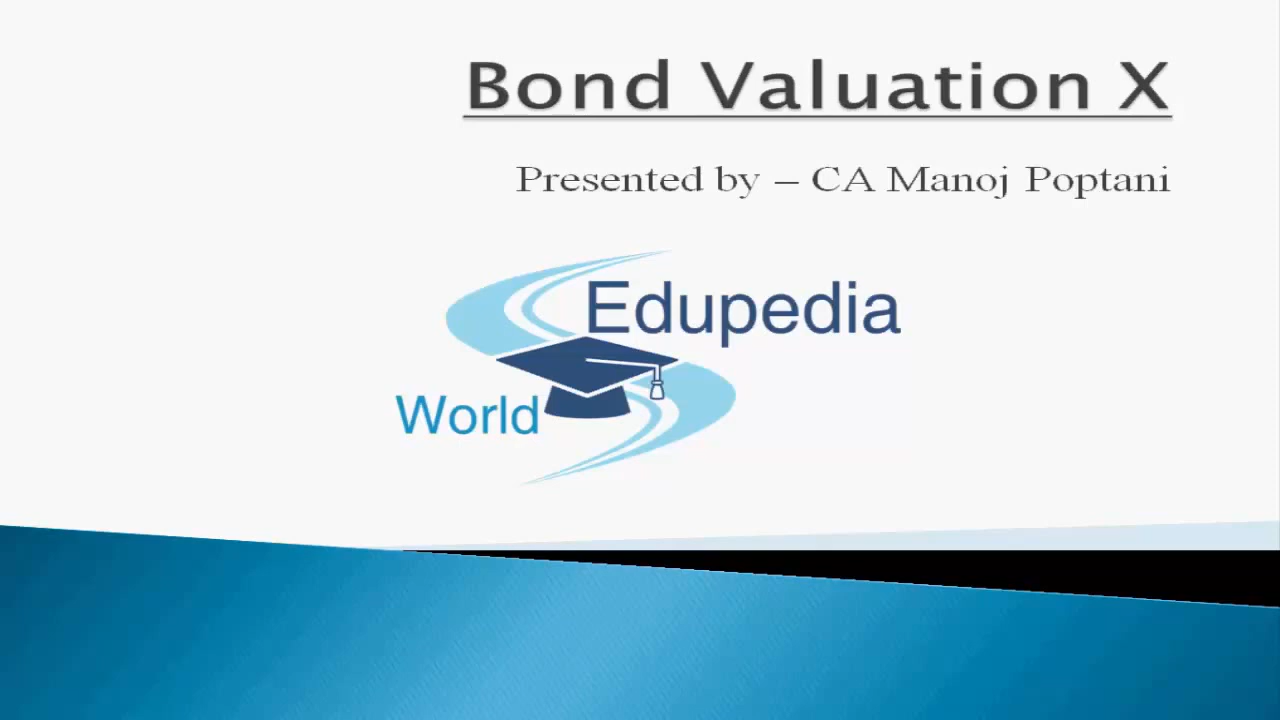 Bond Valuation X
Presented by – CA Manoj Poptani
Edupedia
World